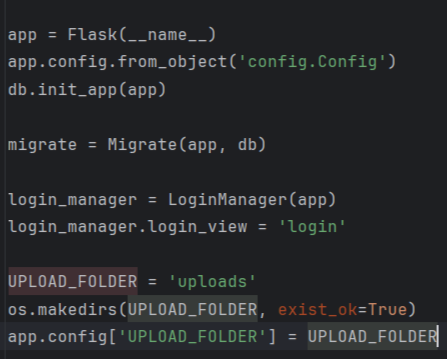 app = Flask(__name__)
app.config.from_object('config.Config')
db.init_app(app)
migrate = Migrate(app, db)
login_manager = LoginManager(app)
login_manager.login_view = 'login'
UPLOAD_FOLDER = 'uploads'
os.makedirs(UPLOAD_FOLDER, exist_ok=True)
app.config['UPLOAD_FOLDER'] = UPLOAD_FOLDER